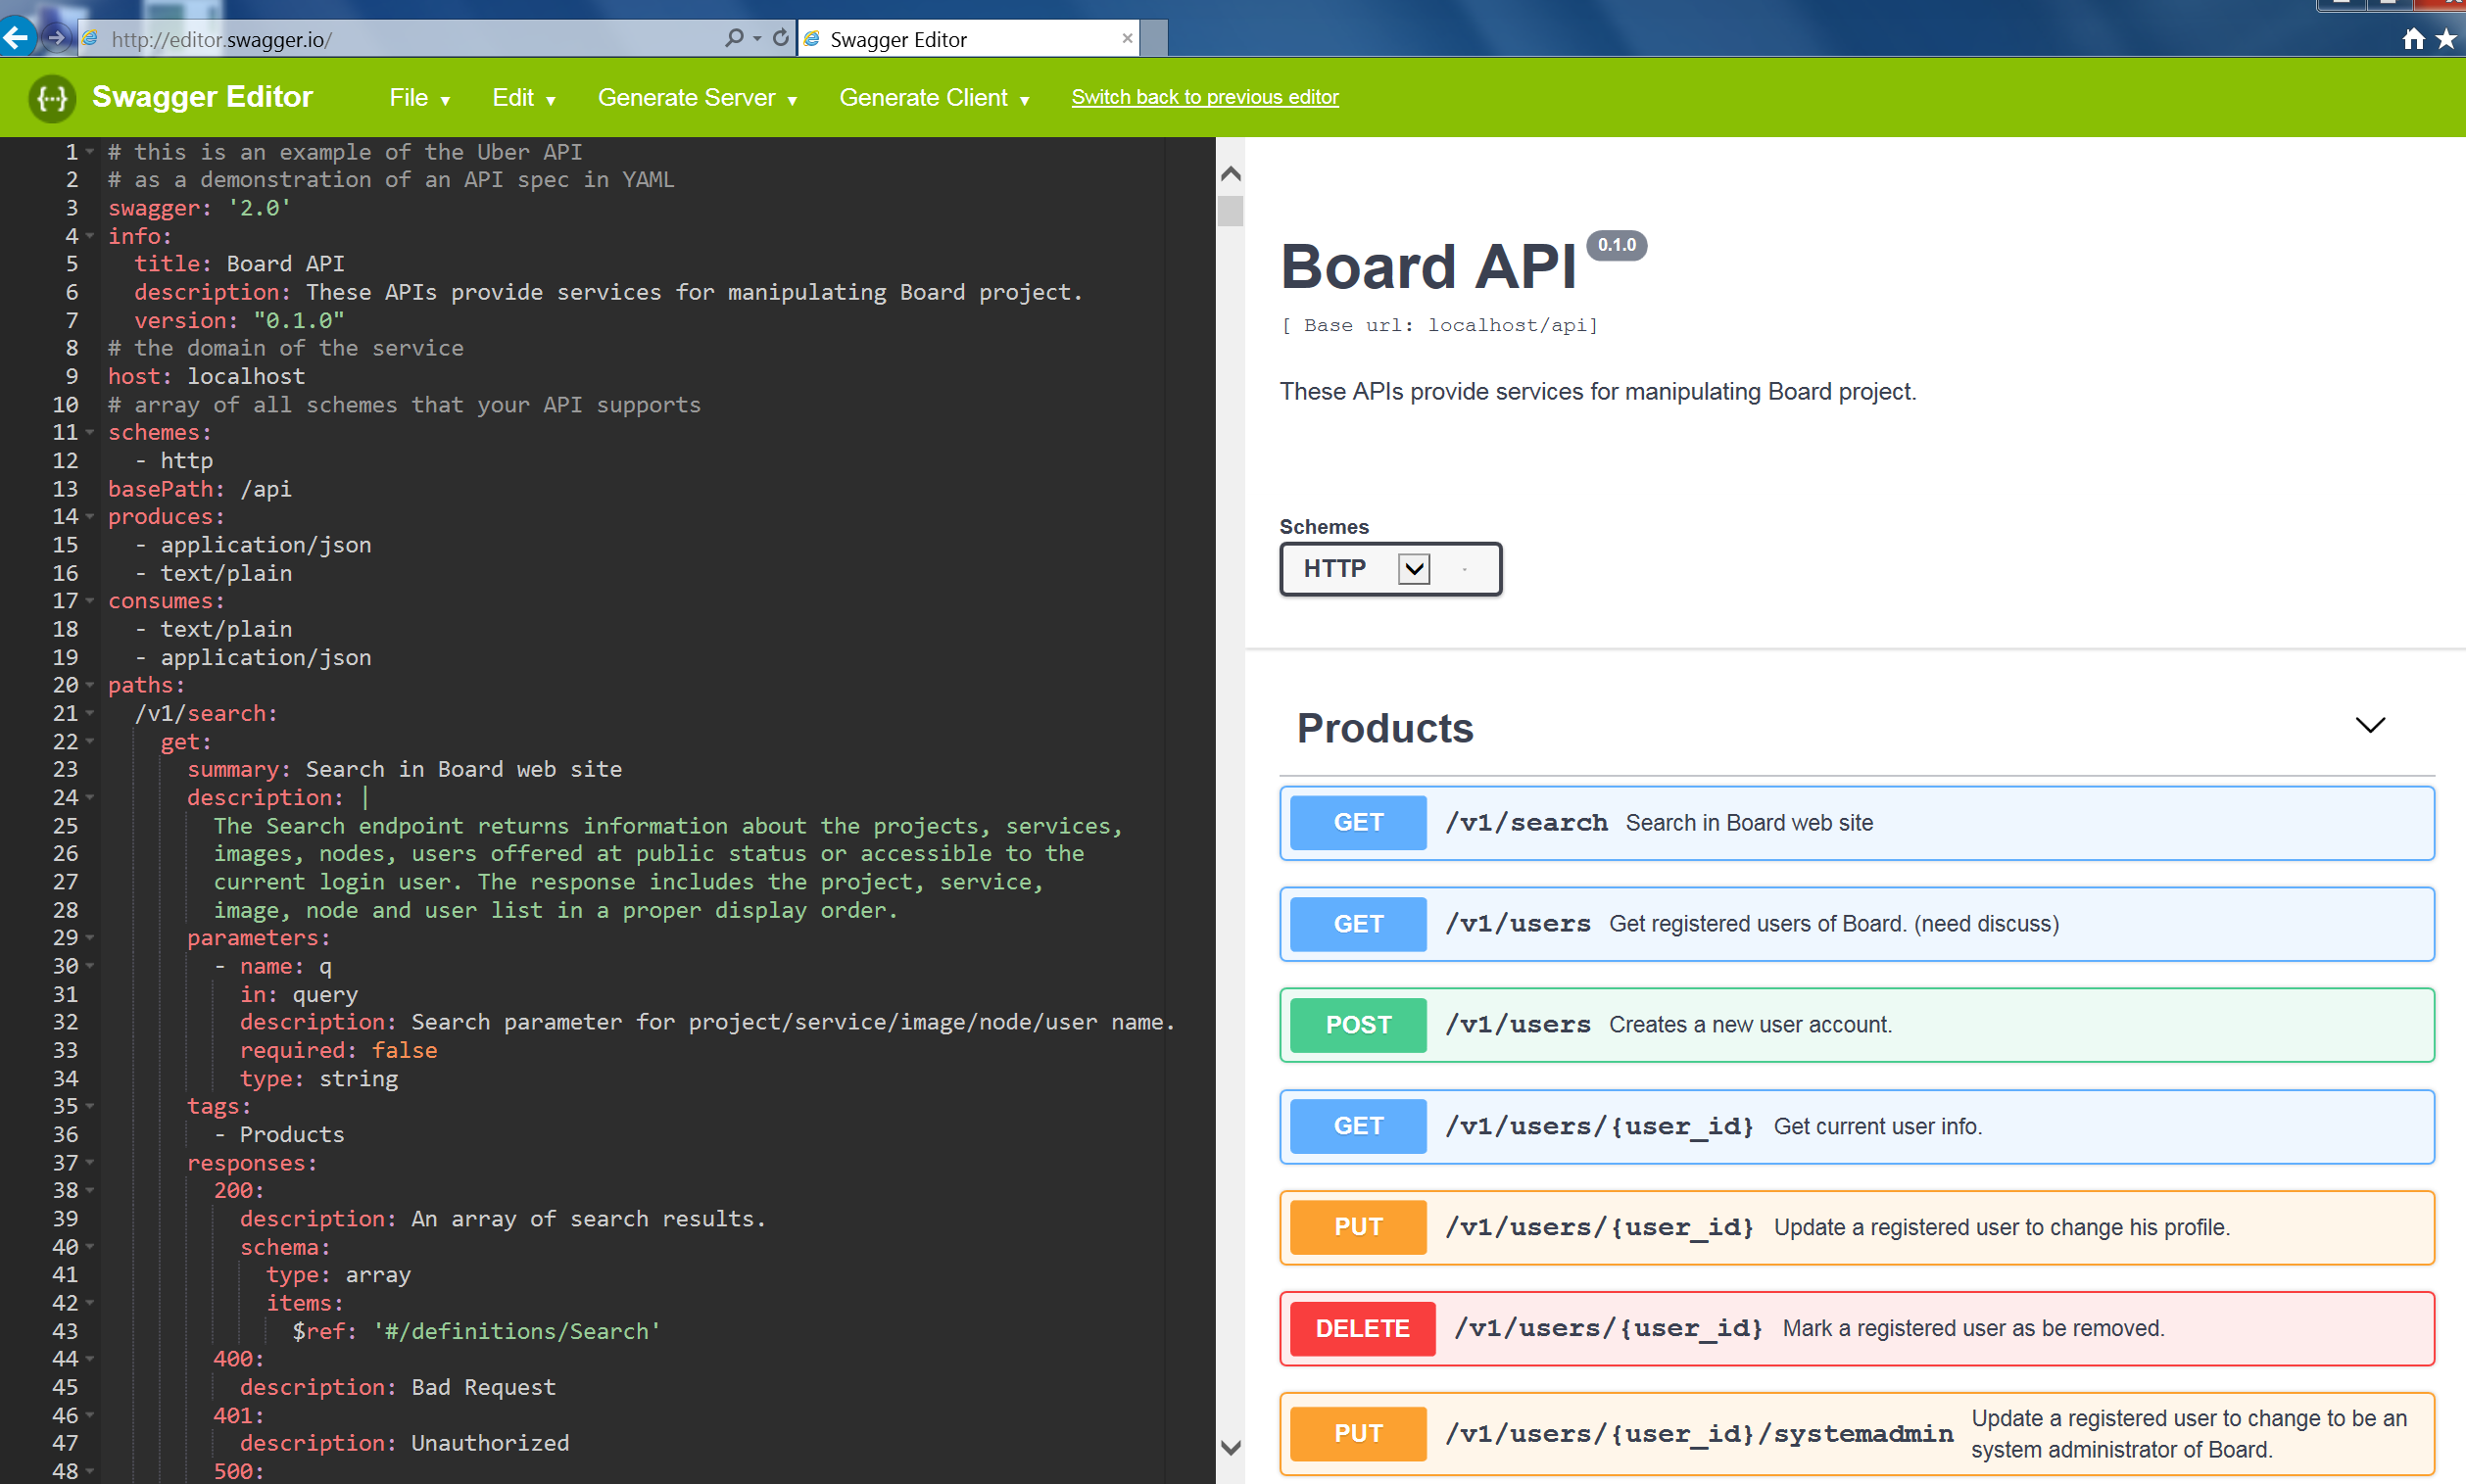 http://editor.swagger.io/
Swagger Editor
Swagger Editor
File
Edit
Generate Server
Generate Client
Switch back to previous editor
1 # this is an example of the Uber API
2 # as a demonstration of an API spec in YAML
3 swagger: '2.0'
4 info:
5 title: Board API
6 description: These APIs provide services for manipulating Board project.
7 version: "0.1.0"
8 # the domain of the service
9 host: localhost
10 # array of all schemes that your API supports
11 schemes:
12 - http
13 basePath: /api
14 produces:
15 - application/json
16 - text/plain
17 consumes:
18 - text/plain
19 - application/json
20 paths:
21 /v1/search:
22 get:
23 summary: Search in Board web site
24 description: |
25 The Search endpoint returns information about the projects, services,
26 images, nodes, users offered at public status or accessible to the
27 current login user. The response includes the project, service,
28 image, node and user list in a proper display order.
29 parameters:
30 - name: q
31 in: query
32 description: Search parameter for project/service/image/node/user name.
33 required: false
34 type: string
35 tags:
36 - Products
37 responses:
38 200:
39 description: An array of search results.
40 schema:
41 type: array
42 items:
43 $ref: '#/definitions/Search'
44 400:
45 description: Bad Request
46 401:
47 description: Unauthorized
48 500:
Board API 0.1.0
[ Base url: localhost/api]
These APIs provide services for manipulating Board project.
Schemes
HTTP
Products
GET /v1/search Search in Board web site
GET /v1/users Get registered users of Board. (need discuss)
POST /v1/users Creates a new user account.
GET /v1/users/{user_id} Get current user info.
PUT /v1/users/{user_id} Update a registered user to change his profile.
DELETE /v1/users/{user_id} Mark a registered user as be removed.
PUT /v1/users/{user_id}/systemadmin Update a registered user to change to be an
system administrator of Board.